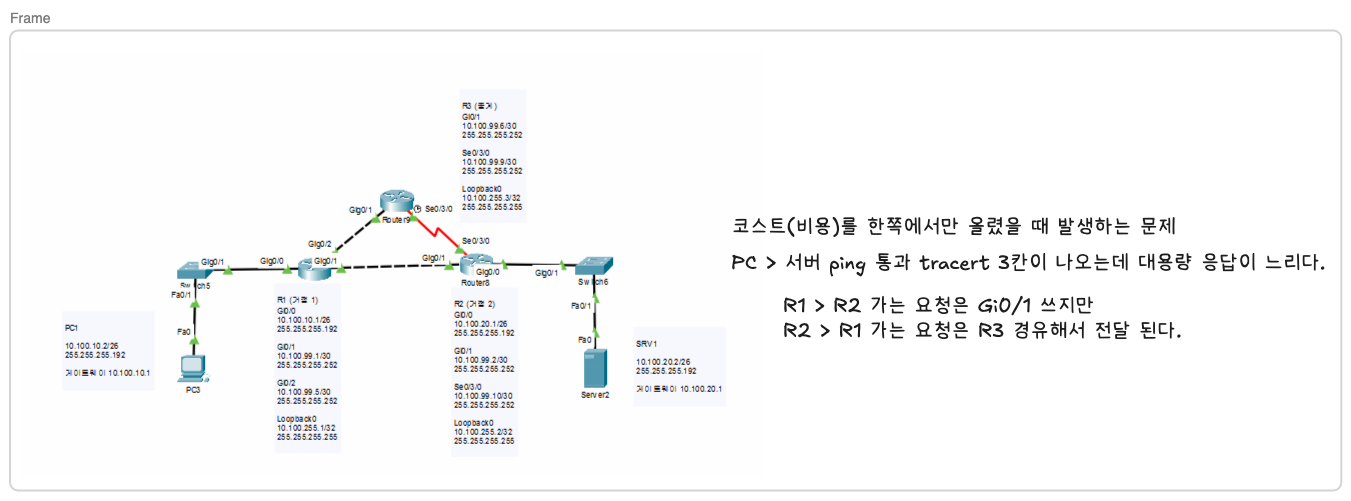 Frame
R3 (중계)
Gi0/1
10.100.99.6/30
255.255.255.252
Se0/3/0
10.100.99.9/30
255.255.255.252
Loopback0
10.100.255.3/32
255.255.255.255
Gig0/1
Se0/3/0
Router9
Gig0/2
Se0/3/0
Gig0/1
Gig0/0
Gig0/1
Gig0/1
Gig0/0
Gig0/1
Switch5
Router8
Switch6
Fa0/1
Fa0/1
Fa0
Fa0
PC3
Server2
PC1
10.100.10.2/26
255.255.255.192
게이트웨이 10.100.10.1
R1 (거점 1)
Gi0/0
10.100.10.1/26
255.255.255.192
Gi0/1
10.100.99.1/30
255.255.255.252
Gi0/2
10.100.99.5/30
255.255.255.252
Loopback0
10.100.255.1/32
255.255.255.255
R2 (거점 2)
Gi0/0
10.100.20.1/26
255.255.255.192
Gi0/1
10.100.99.2/30
255.255.255.252
Se0/3/0
10.100.99.10/30
255.255.255.252
Loopback0
10.100.255.2/32
255.255.255.255
SRV1
10.100.20.2/26
255.255.255.192
게이트웨이 10.100.20.1
코스트(비용)를 한쪽에서만 올렸을 때 발생하는 문제
PC > 서버 ping 통과 tracert 3칸이 나오는데 대용량 응답이 느리다.
R1 > R2 가는 요청은 Gi0/1 쓰지만
R2 > R1 가는 요청은 R3 경유해서 전달 된다.